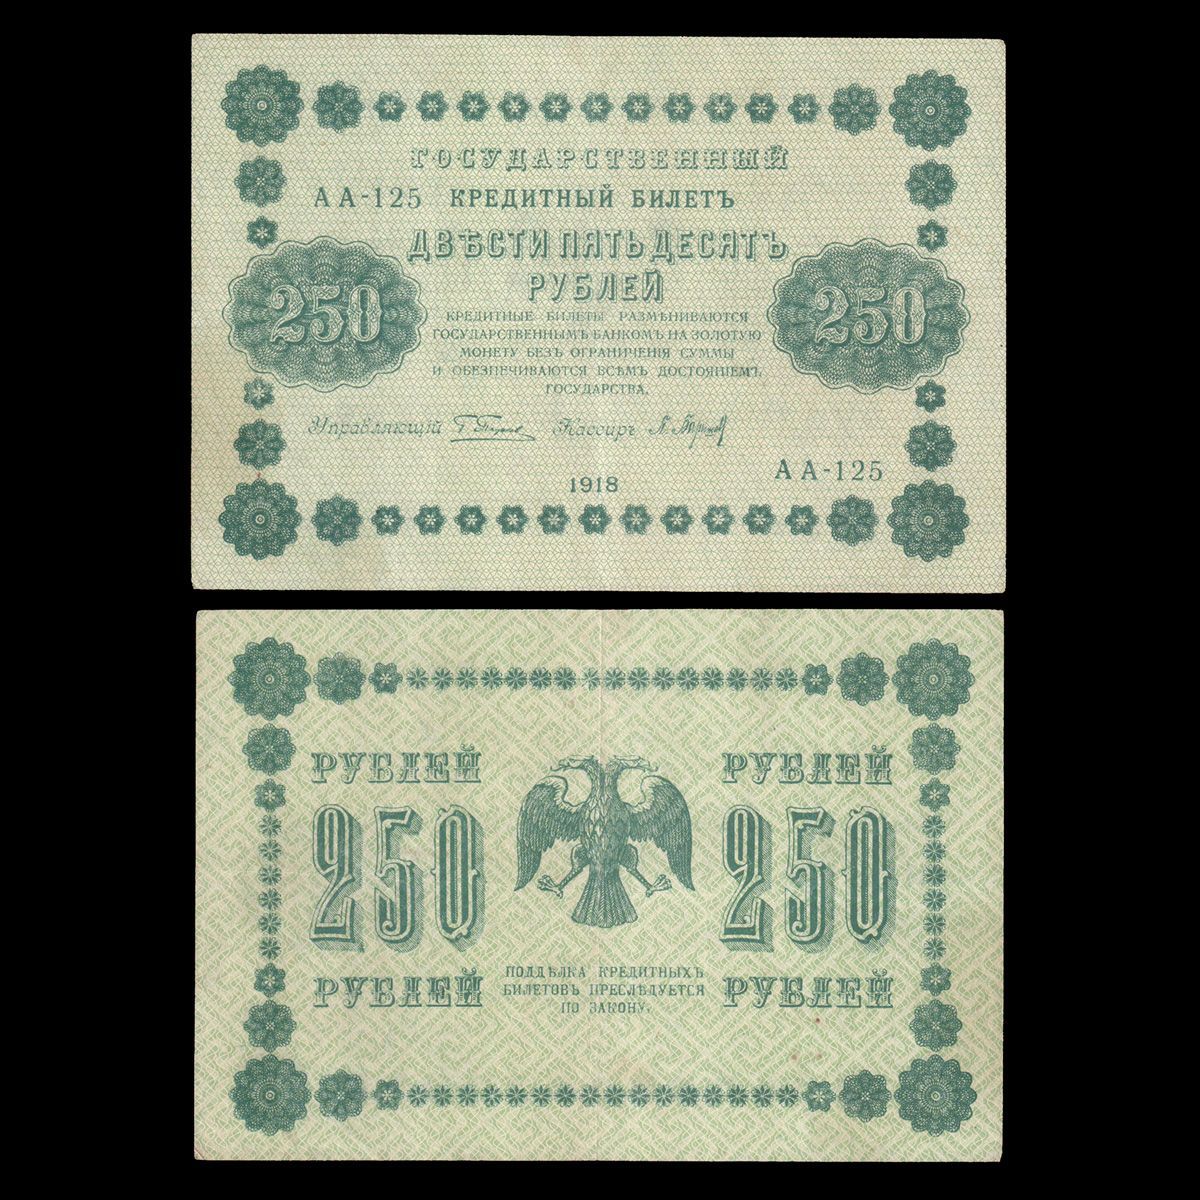 ГОСУДАРСТВЕННЫЙ
АА-125 КРЕДИТНЫЙ БИЛЕТЪ
ДВѢСТИ ПЯТЬДЕСЯТЪ
РУБЛЕЙ
250 250
КРЕДИТНЫЕ БИЛЕТЫ РАЗМѢНИВАЮТСЯ
ГОСУДАРСТВЕННЫМЪ БАНКОМЪ НА ЗОЛОТУЮ
МОНЕТУ БЕЗЪ ОГРАНИЧЕНІЯ СУММЫ
И ОБЕЗПЕЧИВАЮТСЯ ВСѢМЪ ДОСТОЯНІЕМЪ
ГОСУДАРСТВА.
Управляющій Кассиръ
АА-125
1918
РУБЛЕЙ РУБЛЕЙ
250 250
РУБЛЕЙ РУБЛЕЙ
ПОДДѢЛКА КРЕДИТНЫХЪ
БИЛЕТОВЪ ПРЕСЛѢДУЕТСЯ
ПО ЗАКОНУ.